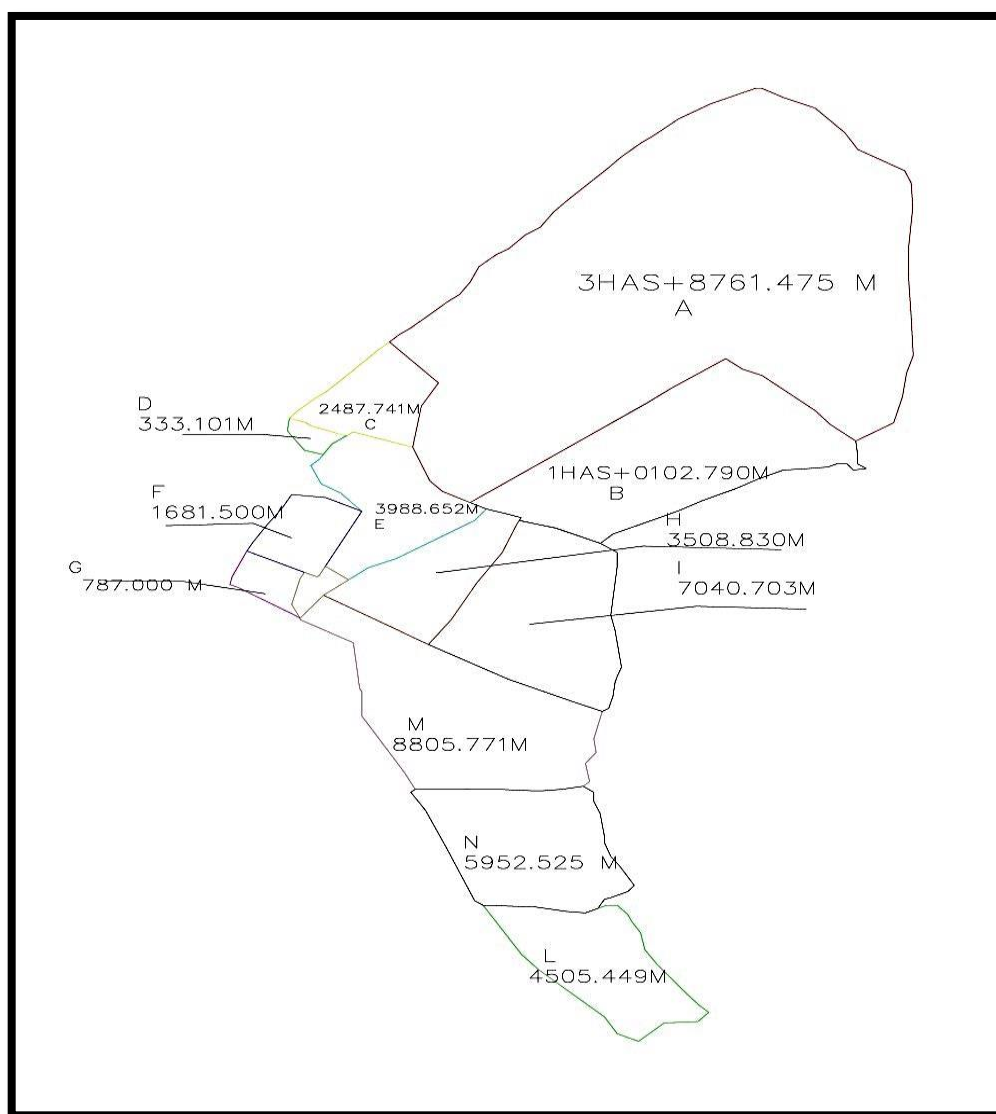 3HAS+8761.475 M
A
D
333.101M
2487.741M
C
1HAS+0102.790M
B
F
1681.500M
3988.652M
E
H
3508.830M
G
787.000 M
I
7040.703M
M
8805.771M
N
5952.525 M
L
4505.449M